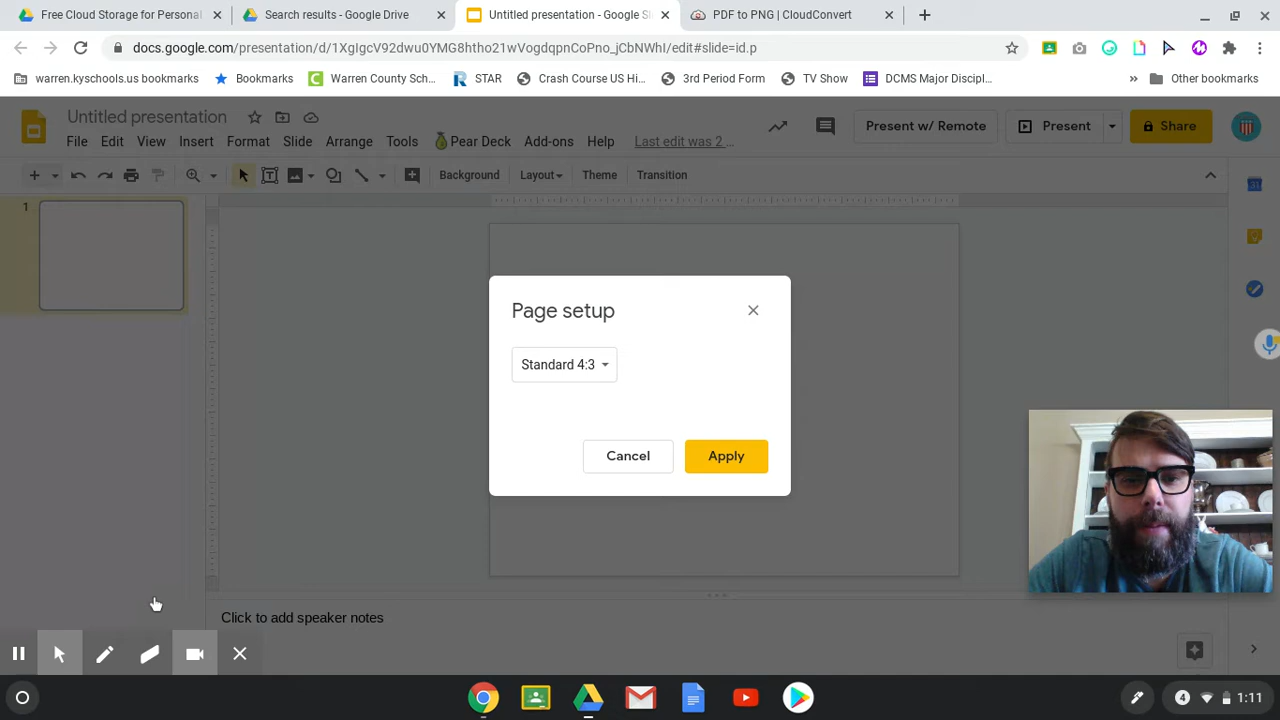 Free Cloud Storage for Personal
Search results - Google Drive
Untitled presentation - Google Sl
PDF to PNG | CloudConvert
docs.google.com/presentation/d/1XgIgcV92dwu0YMG8htho21wVogdqpnCoPno_jCbNWhI/edit#slide=id.p
warren.kyschools.us bookmarks
Bookmarks
Warren County Sch...
STAR
Crash Course US Hi...
3rd Period Form
TV Show
DCMS Major Discipl...
Other bookmarks
Untitled presentation
Present w/ Remote
Present
Share
File Edit View Insert Format Slide Arrange Tools Pear Deck Add-ons Help Last edit was 2 ...
Background Layout Theme Transition
1
31
Page setup
Standard 4:3
Cancel Apply
Click to add speaker notes
4 1:11